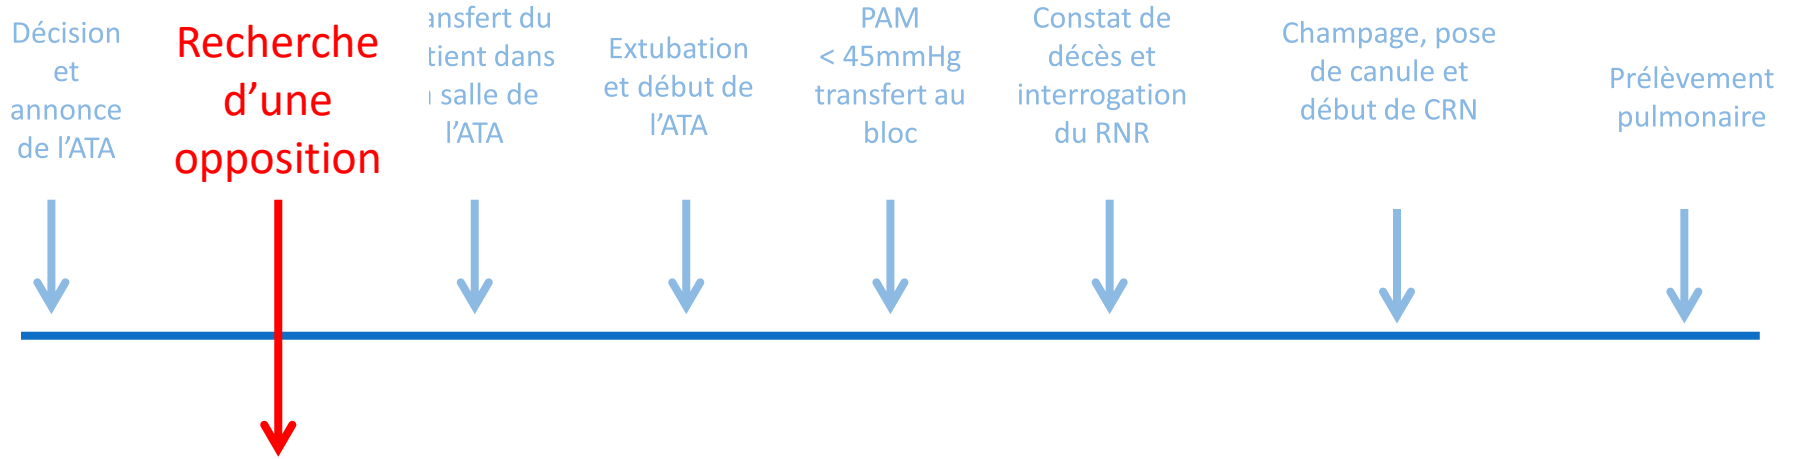 Décision
et
annonce
de l’ATA
Recherche
d’une
opposition
ansfert du
tient dans
salle de
l’ATA
Extubation
et début de
l’ATA
PAM
< 45mmHg
transfert au
bloc
Constat de
décès et
interrogation
du RNR
Champage, pose
de canule et
début de CRN
Prélèvement
pulmonaire